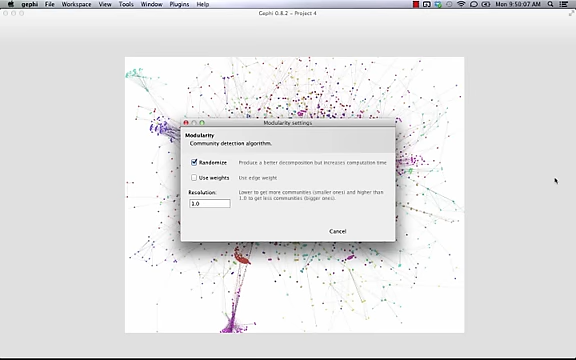 gephi File Workspace View Tools Window Plugins Help Mon 9:50:07 AM
Gephi 0.8.2 – Project 4
Modularity settings
Modularity
Community detection algorithm.
Randomize Produce a better decomposition but increases computation time
Use weights Use edge weight
Resolution: Lower to get more communities (smaller ones) and higher than
1.0 to get less communities (bigger ones).
1.0
Cancel